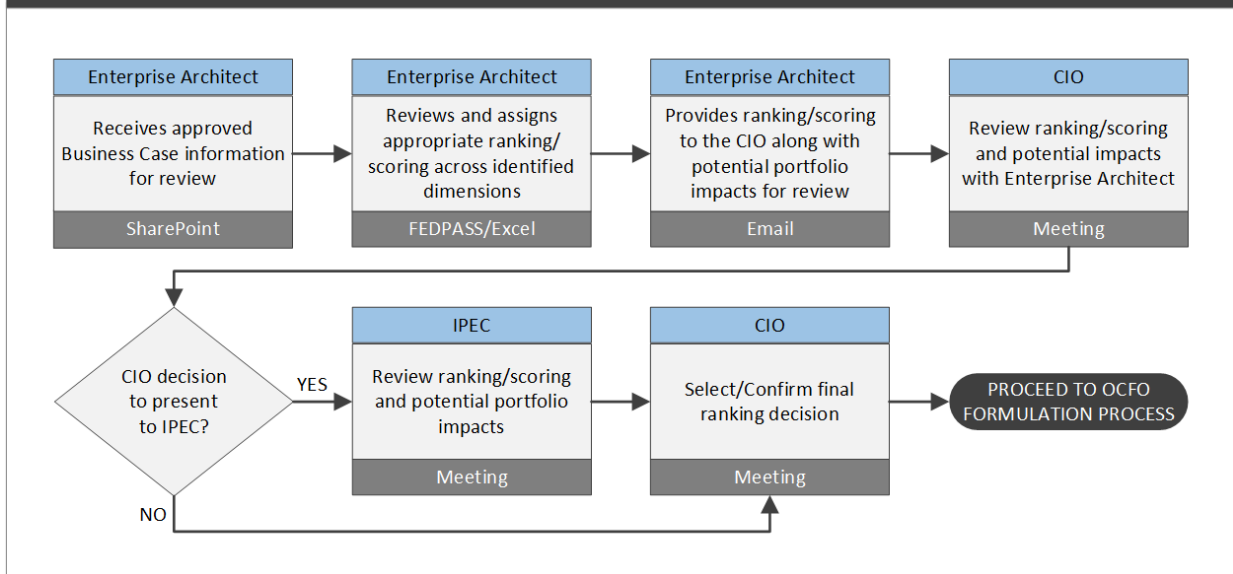 Enterprise Architect
Receives approved
Business Case information
for review
SharePoint
Enterprise Architect
Reviews and assigns
appropriate ranking/
scoring across identified
dimensions
FEDPASS/Excel
Enterprise Architect
Provides ranking/scoring
to the CIO along with
potential portfolio
impacts for review
Email
CIO
Review ranking/scoring
and potential impacts
with Enterprise Architect
Meeting
CIO decision
to present
to IPEC?
YES
NO
IPEC
Review ranking/scoring
and potential portfolio
impacts
Meeting
CIO
Select/Confirm final
ranking decision
Meeting
PROCEED TO OCFO
FORMULATION PROCESS